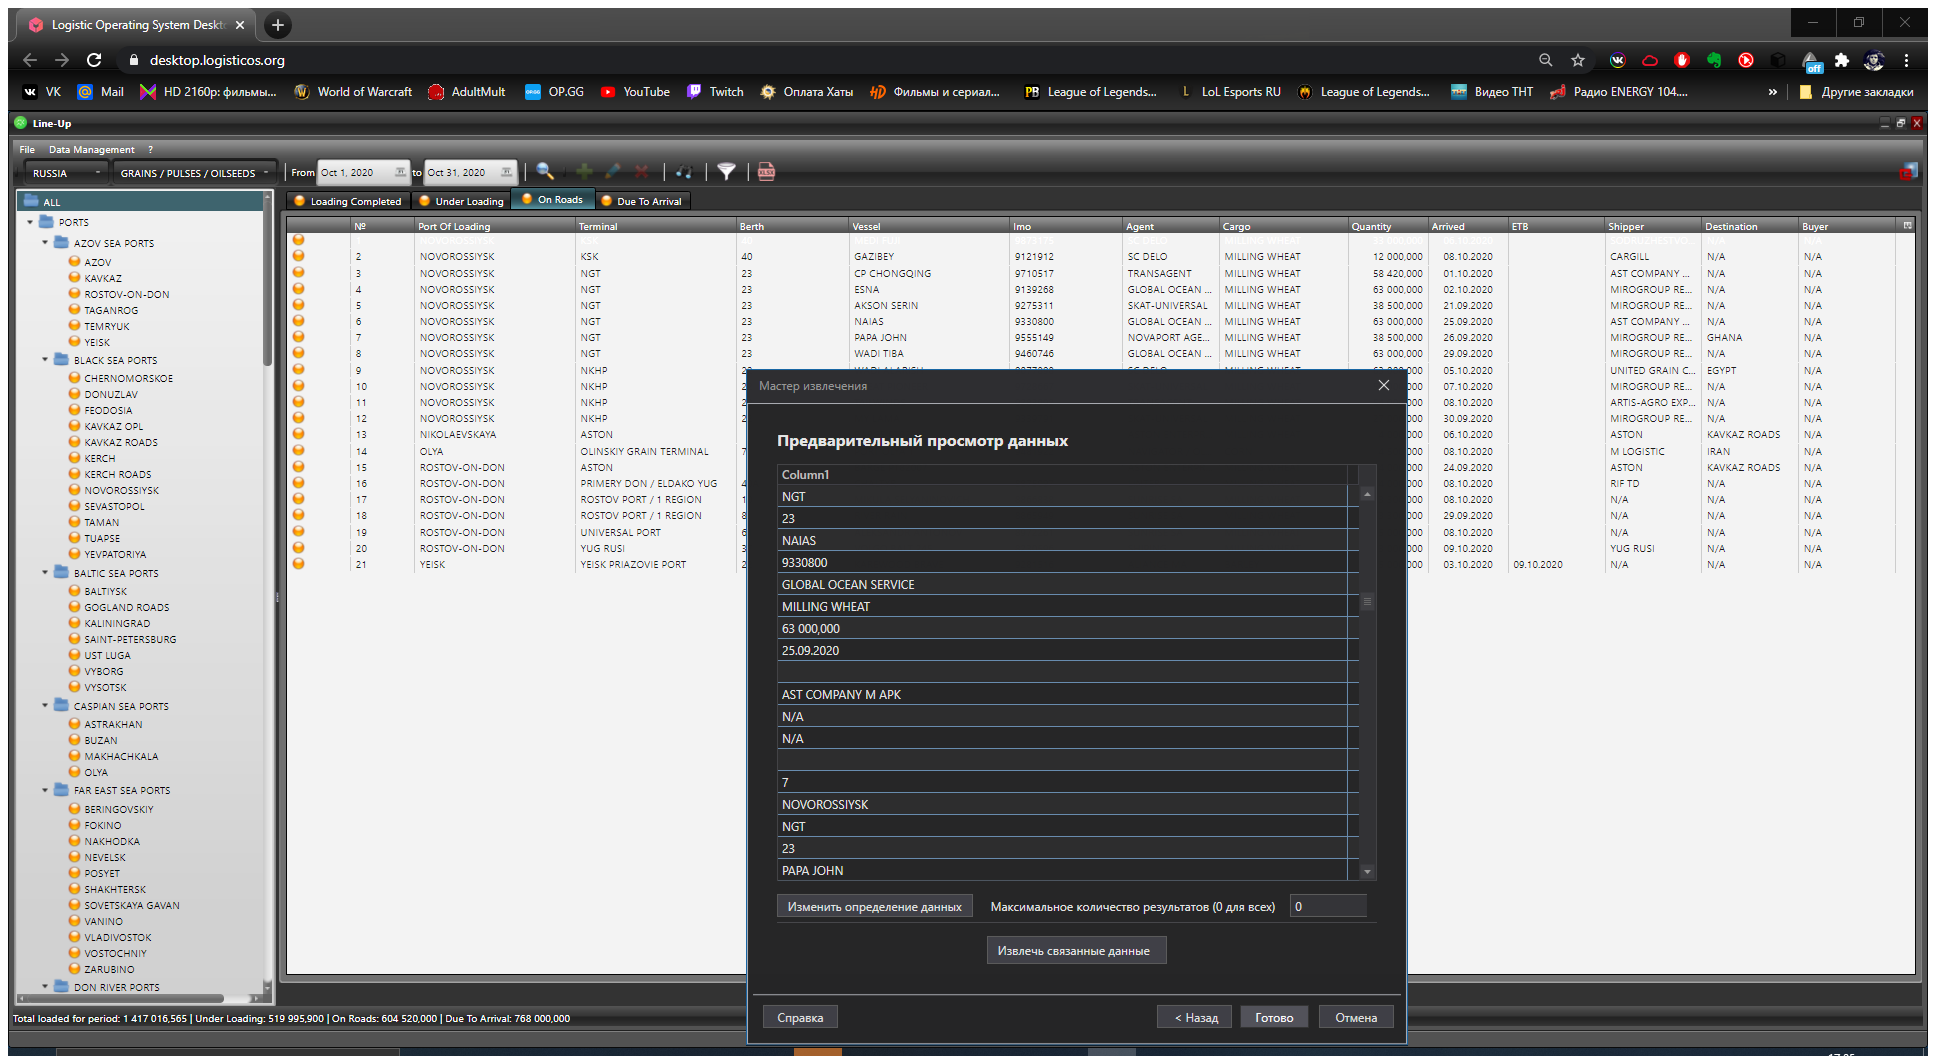 Logistic Operating System Deskt
desktop.logisticos.org
VK Mail HD 2160p: фильмы... World of Warcraft AdultMult OP.GG YouTube Twitch Оплата Хаты Фильмы и сериал... League of Legends... LoL Esports RU League of Legends... Видео ТНТ Радио ENERGY 104.... » Другие закладки
Line-Up
File Data Management ?
RUSSIA GRAINS / PULSES / OILSEEDS From Oct 1, 2020 to Oct 31, 2020
Loading Completed Under Loading On Roads Due To Arrival
ALL
PORTS
AZOV SEA PORTS
AZOV
KAVKAZ
ROSTOV-ON-DON
TAGANROG
TEMRYUK
YEISK
BLACK SEA PORTS
CHERNOMORSKOE
DONUZLAV
FEODOSIA
KAVKAZ OPL
KAVKAZ ROADS
KERCH
KERCH ROADS
NOVOROSSIYSK
SEVASTOPOL
TAMAN
TUAPSE
YEVPATORIYA
BALTIC SEA PORTS
BALTIYSK
GOGLAND ROADS
KALININGRAD
SAINT-PETERSBURG
UST LUGA
VYBORG
VYSOTSK
CASPIAN SEA PORTS
ASTRAKHAN
BUZAN
MAKHACHKALA
OLYA
FAR EAST SEA PORTS
BERINGOVSKIY
FOKINO
NAKHODKA
NEVELSK
POSYET
SHAKHTERSK
SOVETSKAYA GAVAN
VANINO
VLADIVOSTOK
VOSTOCHNIY
ZARUBINO
DON RIVER PORTS
№ Port Of Loading Terminal Berth Vessel Imo Agent Cargo Quantity Arrived ETB Shipper Destination Buyer
2 NOVOROSSIYSK KSK 40 GAZIBEY 9121912 SC DELO MILLING WHEAT 12 000,000 08.10.2020 CARGILL N/A N/A
3 NOVOROSSIYSK NGT 23 CP CHONGQING 9710517 TRANSAGENT MILLING WHEAT 58 420,000 01.10.2020 AST COMPANY ... N/A N/A
4 NOVOROSSIYSK NGT 23 ESNA 9139268 GLOBAL OCEAN ... MILLING WHEAT 63 000,000 02.10.2020 MIROGROUP RE... N/A N/A
5 NOVOROSSIYSK NGT 23 AKSON SERIN 9275311 SKAT-UNIVERSAL MILLING WHEAT 38 500,000 21.09.2020 MIROGROUP RE... N/A N/A
6 NOVOROSSIYSK NGT 23 NAIAS 9330800 GLOBAL OCEAN ... MILLING WHEAT 63 000,000 25.09.2020 AST COMPANY ... N/A N/A
7 NOVOROSSIYSK NGT 23 PAPA JOHN 9555149 NOVAPORT AGE... MILLING WHEAT 38 500,000 26.09.2020 MIROGROUP RE... GHANA N/A
8 NOVOROSSIYSK NGT 23 WADI TIBA 9460746 GLOBAL OCEAN ... MILLING WHEAT 63 000,000 29.09.2020 MIROGROUP RE... N/A N/A
9 NOVOROSSIYSK NKHP 05.10.2020 UNITED GRAIN C... EGYPT N/A
10 NOVOROSSIYSK NKHP 2 000 07.10.2020 MIROGROUP RE... N/A N/A
11 NOVOROSSIYSK NKHP 2 000 08.10.2020 ARTIS-AGRO EXP... N/A N/A
12 NOVOROSSIYSK NKHP 2 000 30.09.2020 MIROGROUP RE... N/A N/A
13 NIKOLAEVSKAYA ASTON 000 06.10.2020 ASTON KAVKAZ ROADS N/A
14 OLYA OLINSKIY GRAIN TERMINAL 7 000 08.10.2020 M LOGISTIC IRAN N/A
15 ROSTOV-ON-DON ASTON 000 24.09.2020 ASTON KAVKAZ ROADS N/A
16 ROSTOV-ON-DON PRIMERY DON / ELDAKO YUG 4 000 08.10.2020 RIF TD N/A N/A
17 ROSTOV-ON-DON ROSTOV PORT / 1 REGION 1 000 08.10.2020 N/A N/A N/A
18 ROSTOV-ON-DON ROSTOV PORT / 1 REGION 8 000 29.09.2020 N/A N/A N/A
19 ROSTOV-ON-DON UNIVERSAL PORT 6 000 08.10.2020 N/A N/A N/A
20 ROSTOV-ON-DON YUG RUSI 3 000 09.10.2020 YUG RUSI N/A N/A
21 YEISK YEISK PRIAZOVIE PORT 2 000 03.10.2020 09.10.2020 N/A N/A N/A
Мастер извлечения
Предварительный просмотр данных
Column1
NGT
23
NAIAS
9330800
GLOBAL OCEAN SERVICE
MILLING WHEAT
63 000,000
25.09.2020
AST COMPANY M APK
N/A
N/A
7
NOVOROSSIYSK
NGT
23
PAPA JOHN
Изменить определение данных Максимальное количество результатов (0 для всех) 0
Извлечь связанные данные
Справка < Назад Готово Отмена
Total loaded for period: 1 417 016,565 | Under Loading: 519 995,900 | On Roads: 604 520,000 | Due To Arrival: 768 000,000